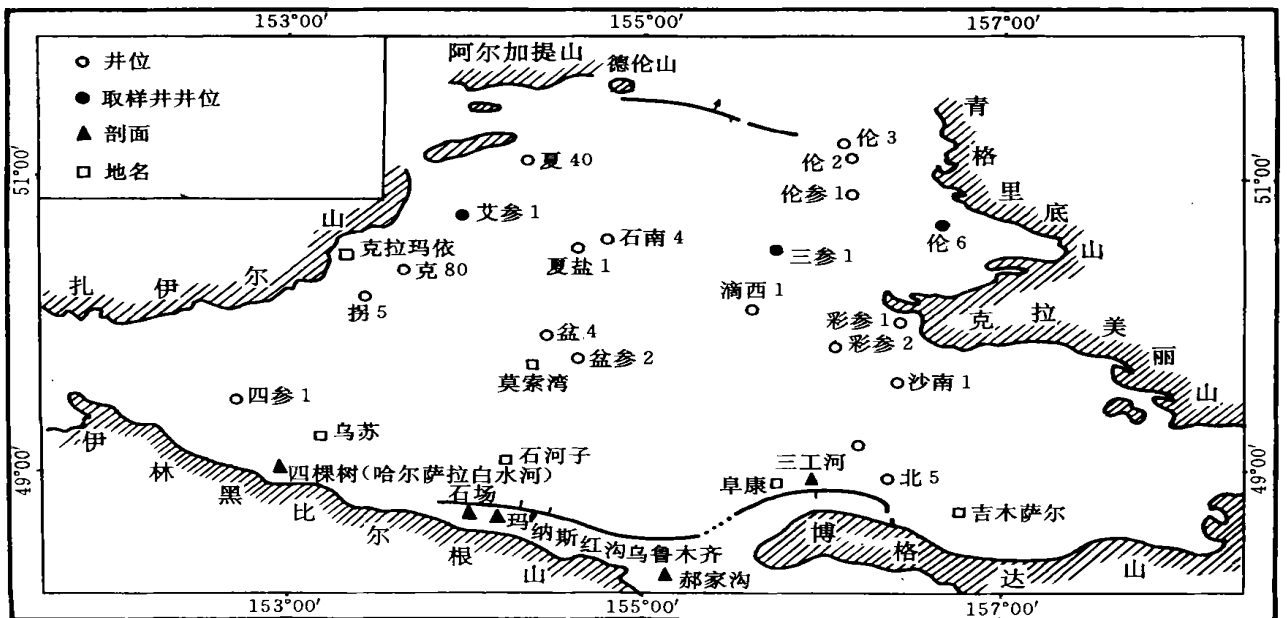 153°00′
155°00′
157°00′
井位
取样井井位
剖面
地名
阿尔加提山
德伦山
青格里底山
51°00′
51°00′
夏 40
伦 3
伦 2
伦参 1
艾参 1
石南 4
夏盐 1
三参 1
伦 6
扎伊尔山
克拉玛依
克 80
拐 5
滴西 1
彩参 1
彩参 2
克拉美丽山
盆 4
盆参 2
莫索湾
沙南 1
四参 1
乌苏
石河子
49°00′
49°00′
四棵树(哈尔萨拉白水河)
三工河
阜康
北 5
吉木萨尔
石场
玛纳斯红沟
乌鲁木齐
郝家沟
伊林黑比尔根山
博格达山
153°00′
155°00′
157°00′